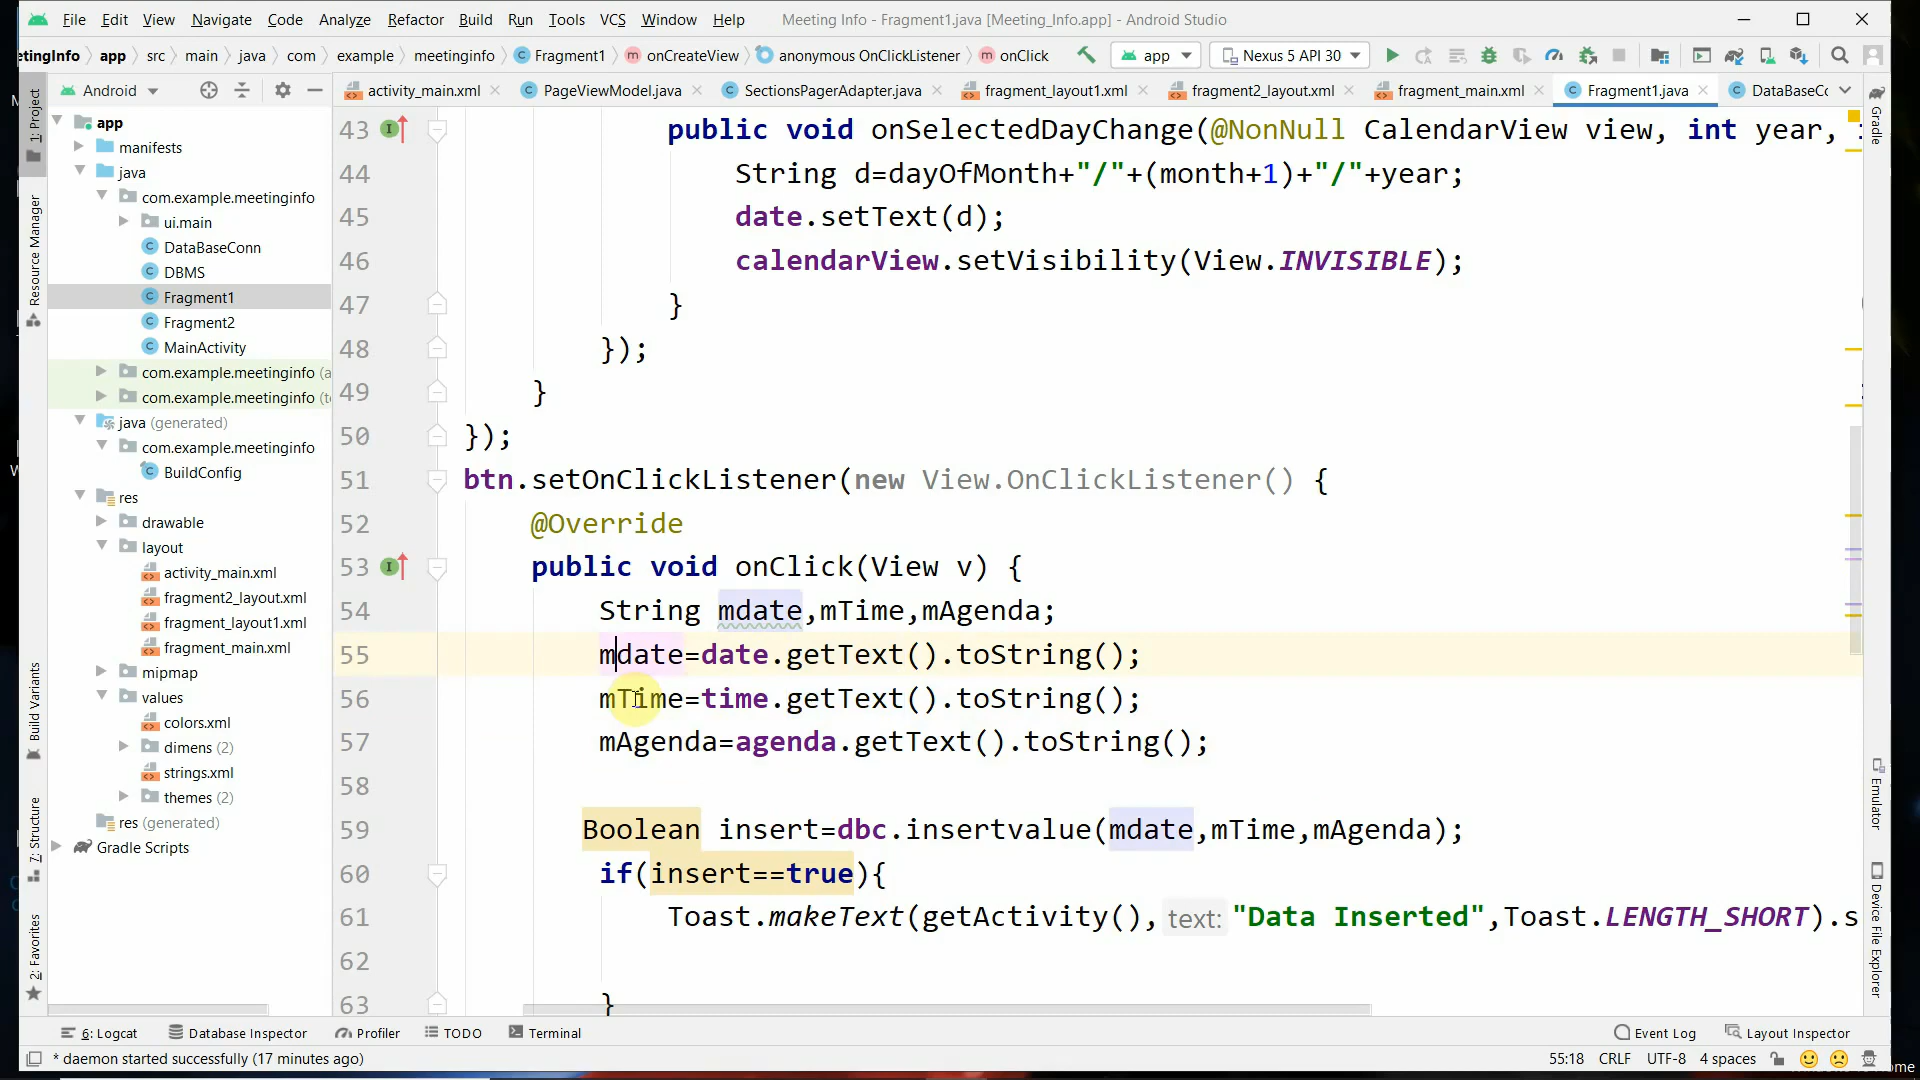 File Edit View Navigate Code Analyze Refactor Build Run Tools VCS Window Help Meeting Info - Fragment1.java [Meeting_Info.app] - Android Studio
etingInfo app src main java com example meetinginfo Fragment1 onCreateView anonymous OnClickListener onClick app Nexus 5 API 30
Android activity_main.xml PageViewModel.java SectionsPagerAdapter.java fragment_layout1.xml fragment2_layout.xml fragment_main.xml Fragment1.java DataBaseCc
1: Project
Resource Manager
Build Variants
7: Structure
2: Favorites
app
manifests
java
com.example.meetinginfo
ui.main
DataBaseConn
DBMS
Fragment1
Fragment2
MainActivity
com.example.meetinginfo (a
com.example.meetinginfo (t
java (generated)
com.example.meetinginfo
BuildConfig
res
drawable
layout
activity_main.xml
fragment2_layout.xml
fragment_layout1.xml
fragment_main.xml
mipmap
values
colors.xml
dimens (2)
strings.xml
themes (2)
res (generated)
Gradle Scripts
43 public void onSelectedDayChange(@NonNull CalendarView view, int year,
44 String d=dayOfMonth+"/"+(month+1)+"/"+year;
45 date.setText(d);
46 calendarView.setVisibility(View.INVISIBLE);
47 }
48 });
49 }
50 });
51 btn.setOnClickListener(new View.OnClickListener() {
52 @Override
53 public void onClick(View v) {
54 String mdate,mTime,mAgenda;
55 mdate=date.getText().toString();
56 mTime=time.getText().toString();
57 mAgenda=agenda.getText().toString();
58
59 Boolean insert=dbc.insertvalue(mdate,mTime,mAgenda);
60 if(insert==true){
61 Toast.makeText(getActivity(), text: "Data Inserted",Toast.LENGTH_SHORT).s
62
63 }
Gradle
Emulator
Device File Explorer
6: Logcat Database Inspector Profiler TODO Terminal Event Log Layout Inspector
* daemon started successfully (17 minutes ago) 55:18 CRLF UTF-8 4 spaces